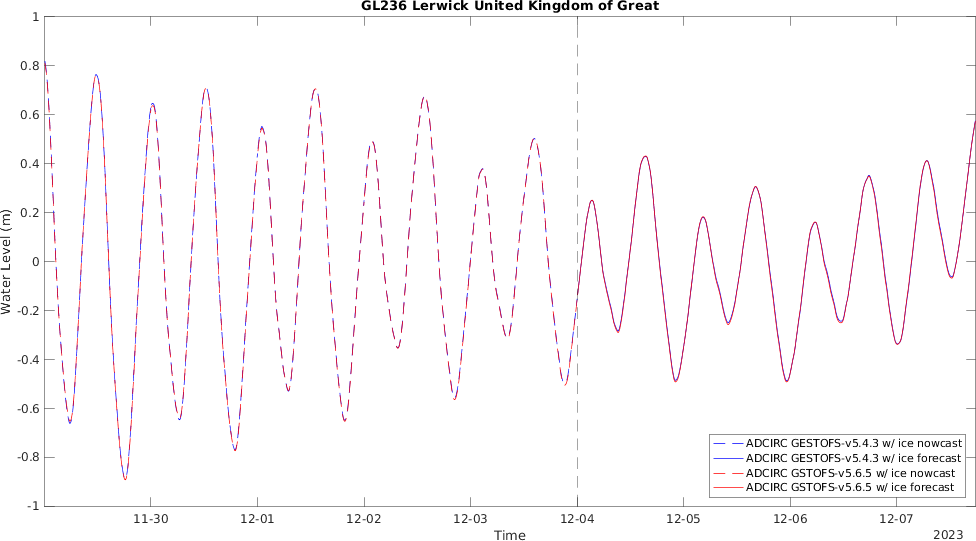 GL236 Lerwick United Kingdom of Great
1
0.8
0.6
0.4
0.2
0
-0.2
-0.4
-0.6
-0.8
-1
Water Level (m)
11-30
12-01
12-02
12-03
12-04
12-05
12-06
12-07
Time
2023
ADCIRC GESTOFS-v5.4.3 w/ ice nowcast
ADCIRC GESTOFS-v5.4.3 w/ ice forecast
ADCIRC GSTOFS-v5.6.5 w/ ice nowcast
ADCIRC GSTOFS-v5.6.5 w/ ice forecast